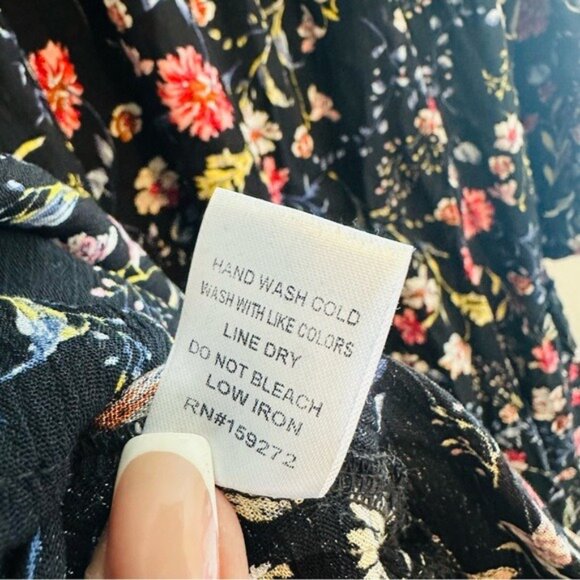 HAND WASH COLD
WASH WITH LIKE COLORS
LINE DRY
DO NOT BLEACH
LOW IRON
RN#159272